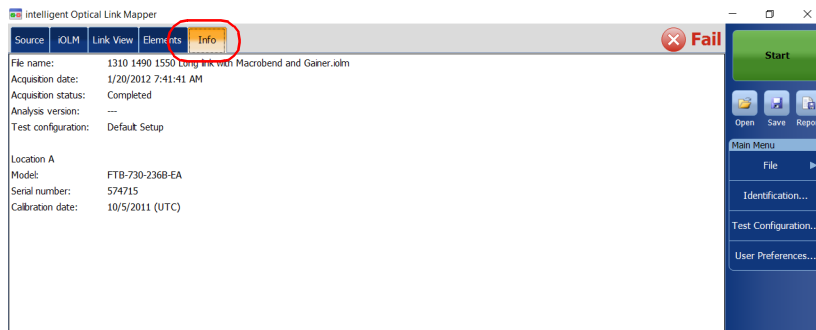 intelligent Optical Link Mapper
Source iOLM Link View Elements Info
Fail
File name: 1310 1490 1550 Long link with Macrobend and Gainer.iolm
Acquisition date: 1/20/2012 7:41:41 AM
Acquisition status: Completed
Analysis version: ---
Test configuration: Default Setup
Location A
Model: FTB-730-236B-EA
Serial number: 574715
Calibration date: 10/5/2011 (UTC)
Start
Open Save Repo
Main Menu
File
Identification...
Test Configuration..
User Preferences...